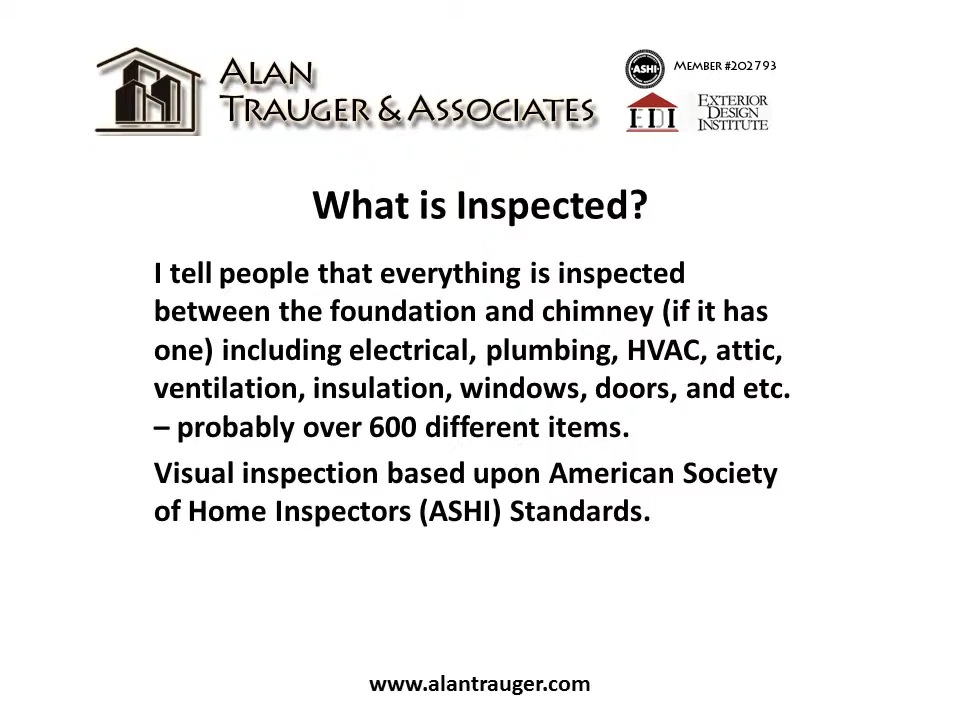 ALAN
TRAUGER & ASSOCIATES
ASHI
MEMBER #202793
EDI
EXTERIOR
DESIGN
INSTITUTE
What is Inspected?
I tell people that everything is inspected
between the foundation and chimney (if it has
one) including electrical, plumbing, HVAC, attic,
ventilation, insulation, windows, doors, and etc.
– probably over 600 different items.
Visual inspection based upon American Society
of Home Inspectors (ASHI) Standards.
www.alantrauger.com